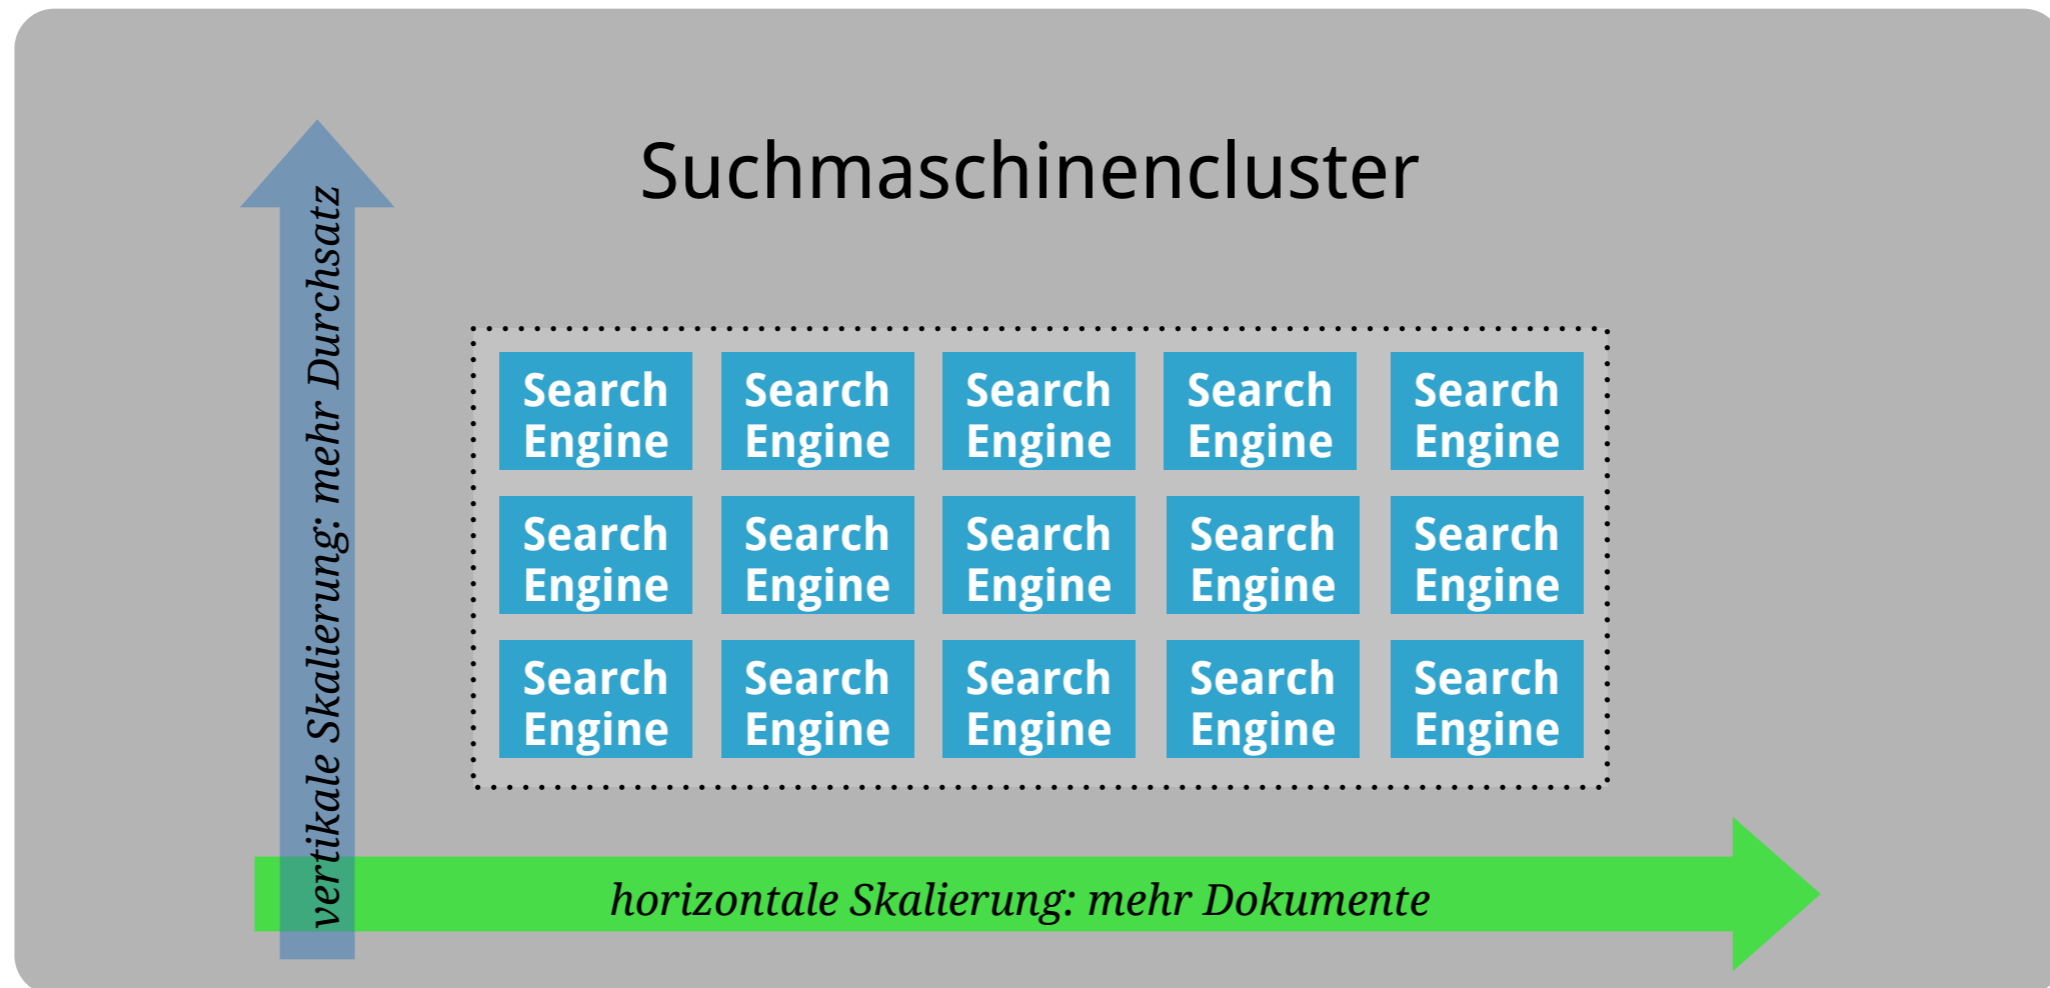 Suchmaschinencluster
vertikale Skalierung: mehr Durchsatz
Search Search Search Search Search
Engine Engine Engine Engine Engine
Search Search Search Search Search
Engine Engine Engine Engine Engine
Search Search Search Search Search
Engine Engine Engine Engine Engine
horizontale Skalierung: mehr Dokumente